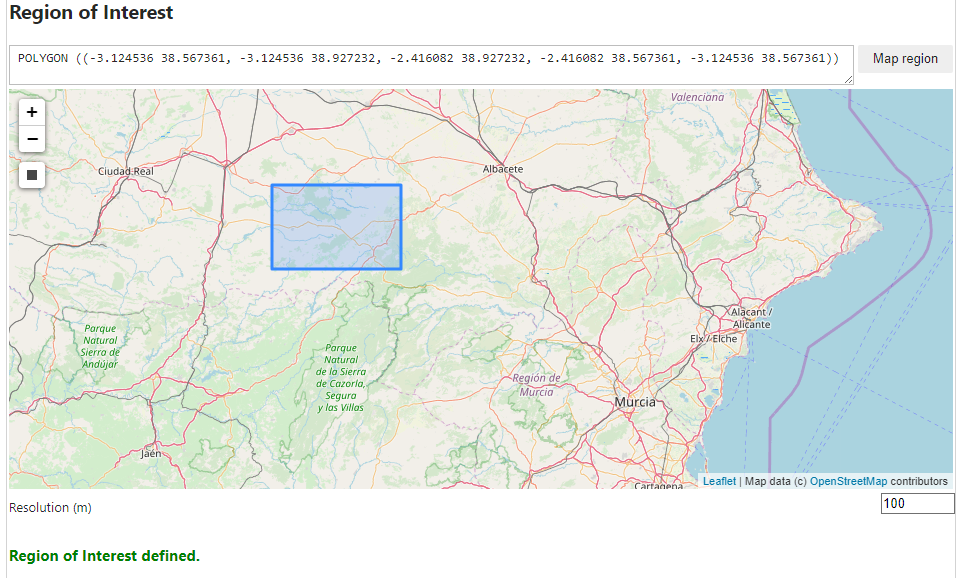 Region of Interest
POLYGON ((-3.124536 38.567361, -3.124536 38.927232, -2.416082 38.927232, -2.416082 38.567361, -3.124536 38.567361))
Map region
+
−
Valenciana
Ciudad Real
Albacete
Alacant /
Alicante
Elx / Elche
Parque
Natural
Sierra de
Andújar
Parque
Natural
de la Sierra
de Cazorla,
Segura
y las Villas
Región de
Murcia
Murcia
Jaén
Cartagena
Leaflet | Map data (c) OpenStreetMap contributors
Resolution (m)
100
Region of Interest defined.